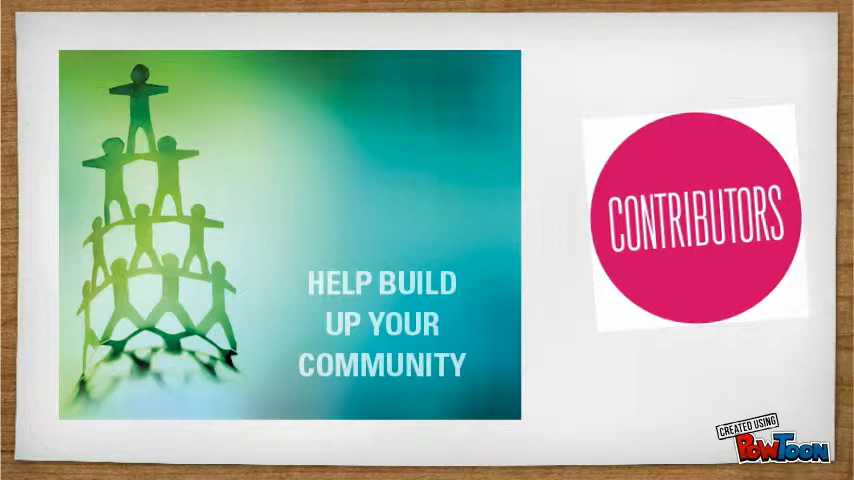 HELP BUILD
UP YOUR
COMMUNITY
CONTRIBUTORS
CREATED USING
POWTOON